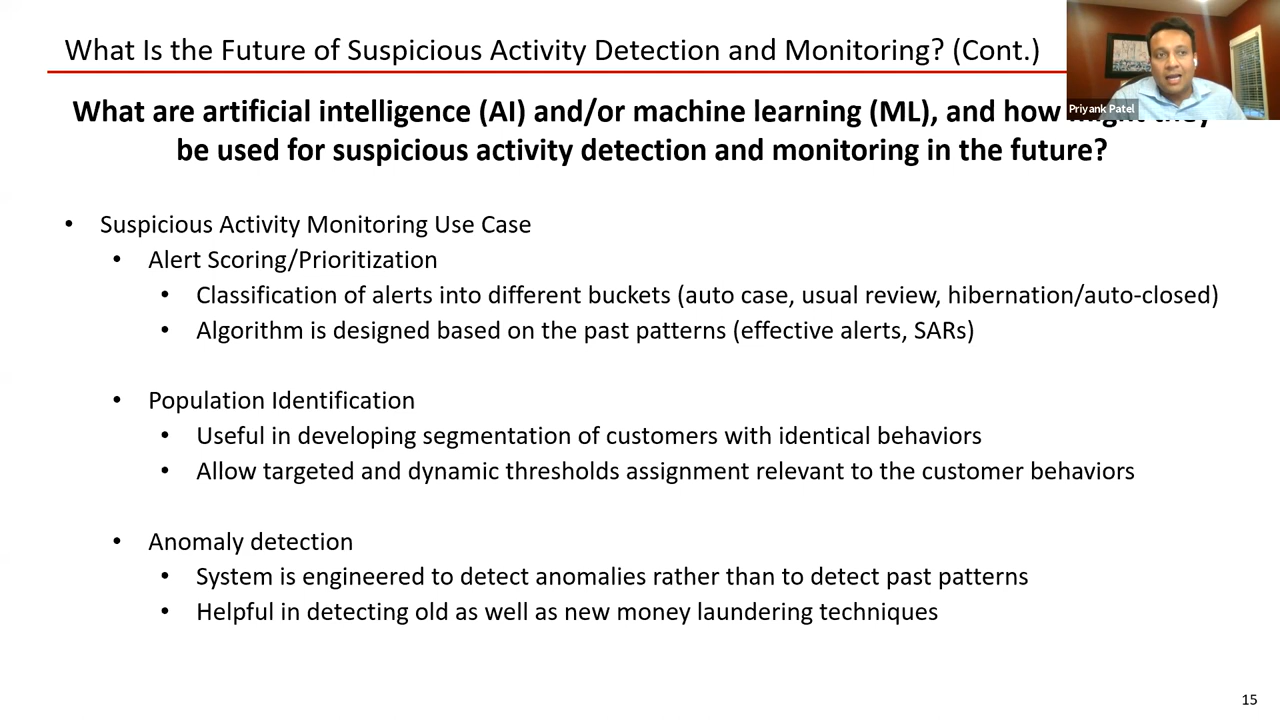 What Is the Future of Suspicious Activity Detection and Monitoring? (Cont.)
Priyank Patel
What are artificial intelligence (AI) and/or machine learning (ML), and how
be used for suspicious activity detection and monitoring in the future?
• Suspicious Activity Monitoring Use Case
• Alert Scoring/Prioritization
• Classification of alerts into different buckets (auto case, usual review, hibernation/auto-closed)
• Algorithm is designed based on the past patterns (effective alerts, SARs)
• Population Identification
• Useful in developing segmentation of customers with identical behaviors
• Allow targeted and dynamic thresholds assignment relevant to the customer behaviors
• Anomaly detection
• System is engineered to detect anomalies rather than to detect past patterns
• Helpful in detecting old as well as new money laundering techniques
15